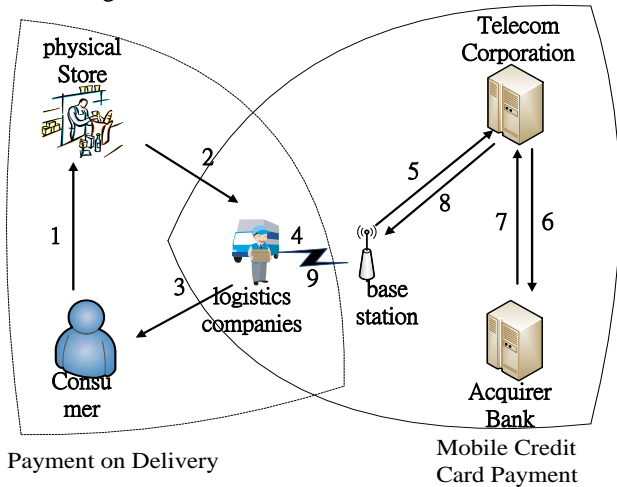 physical
Store
Telecom
Corporation
2
5
8
1
4
9
7
6
3
logistics
companies
base
station
Consu
mer
Acquirer
Bank
Payment on Delivery
Mobile Credit
Card Payment